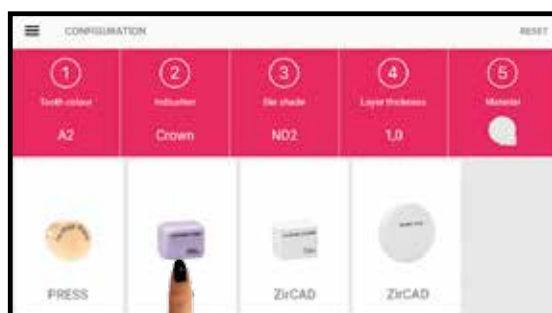 CONFIGURATION
RESET
1
2
3
4
5
Tooth colour
Indication
Die shade
Layer thickness
Material
A2
Crown
ND2
1,0
PRESS
ZirCAD
ZirCAD